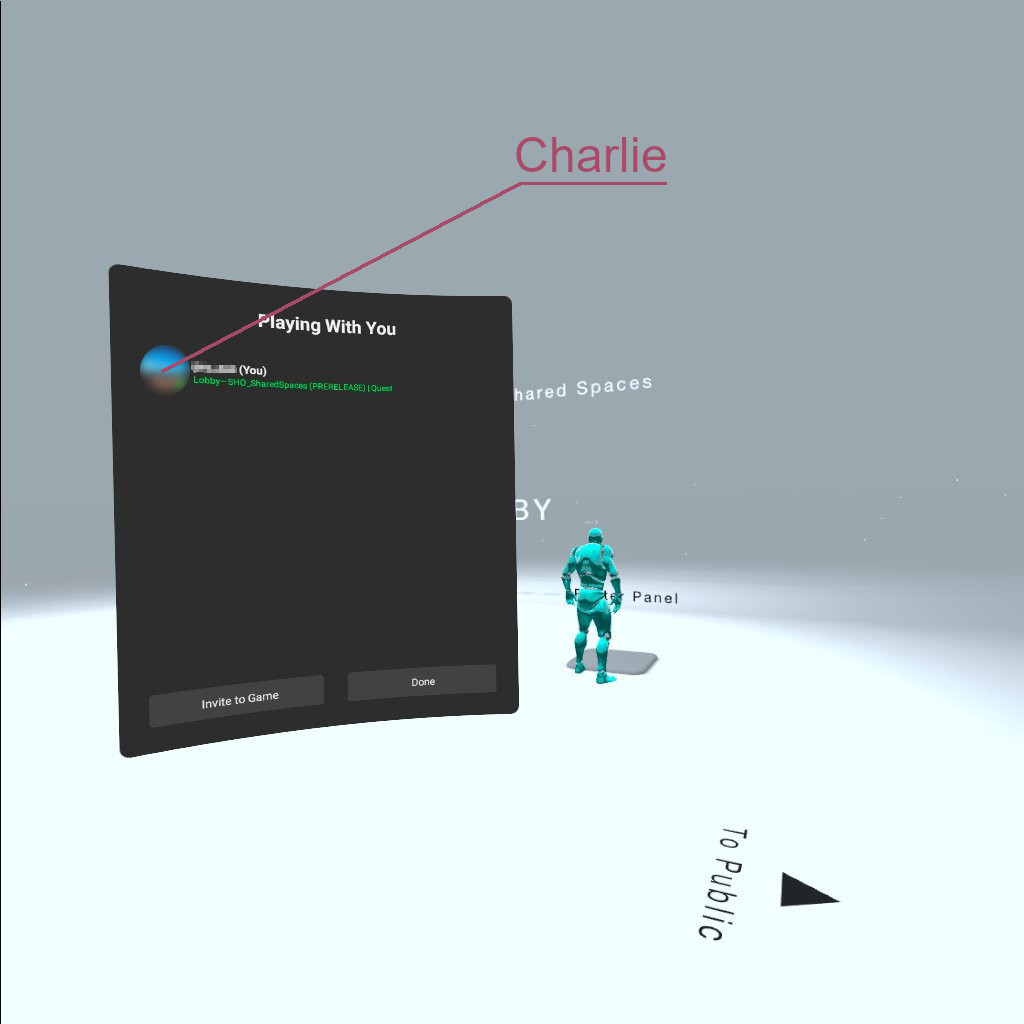 Charlie
Playing With You
(You)
Lobby—SHO_SharedSpaces (PRERELEASE) | Quest
hared Spaces
BY
Panel
Invite to Game
Done
To Public